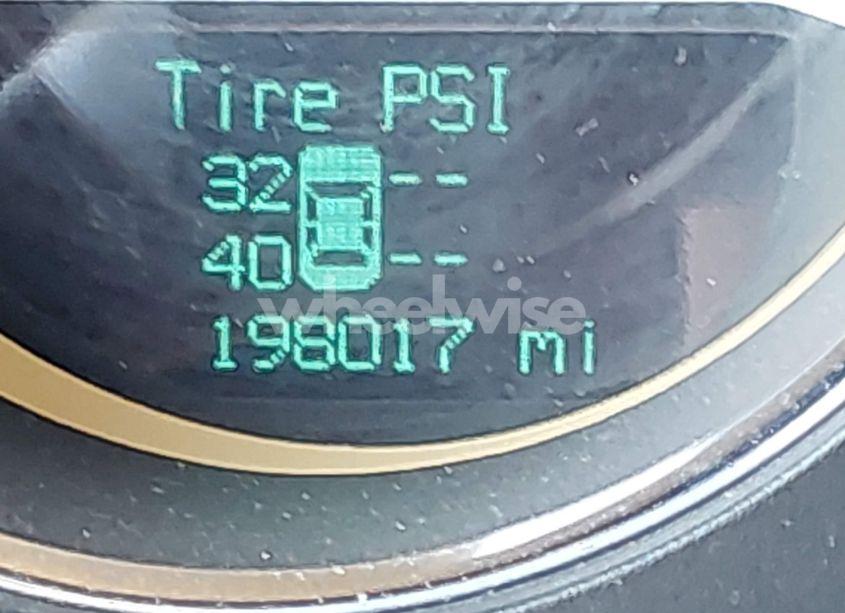 Tire PSI
32 --
40 --
wheelwise
198017 mi